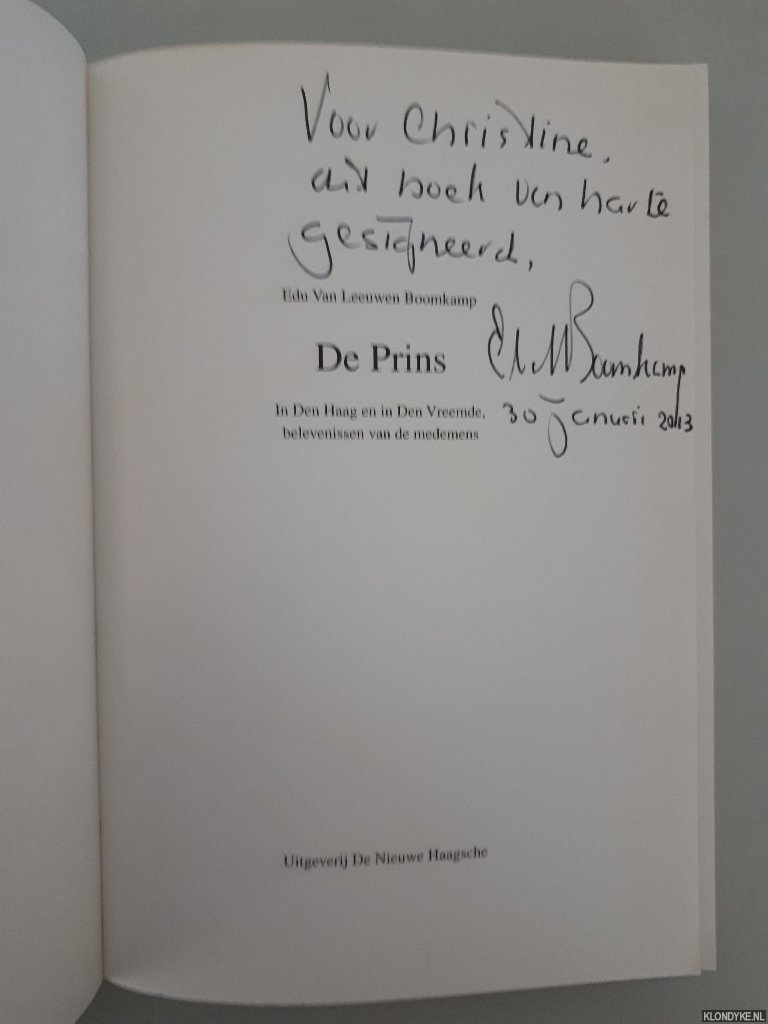 Voor Christine,
dit boek van harte
gesigneerd,
Edu Van Leeuwen Boomkamp
De Prins
Boomkamp
In Den Haag en in Den Vreemde,
belevenissen van de medemens
30 januari 2013
Uitgeverij De Nieuwe Haagsche
KLONDYKE.NL